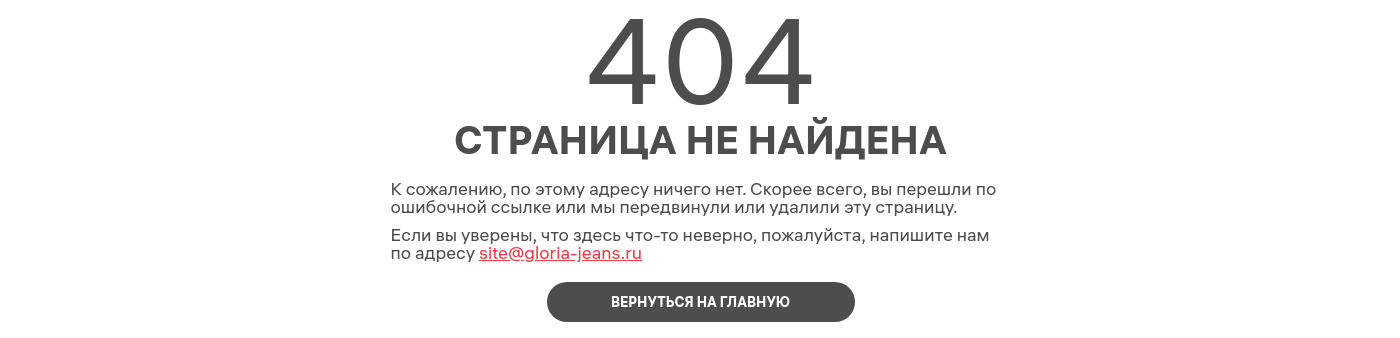 404
СТРАНИЦА НЕ НАЙДЕНА
К сожалению, по этому адресу ничего нет. Скорее всего, вы перешли по
ошибочной ссылке или мы передвинули или удалили эту страницу.
Если вы уверены, что здесь что-то неверно, пожалуйста, напишите нам
по адресу site@gloria-jeans.ru
ВЕРНУТЬСЯ НА ГЛАВНУЮ